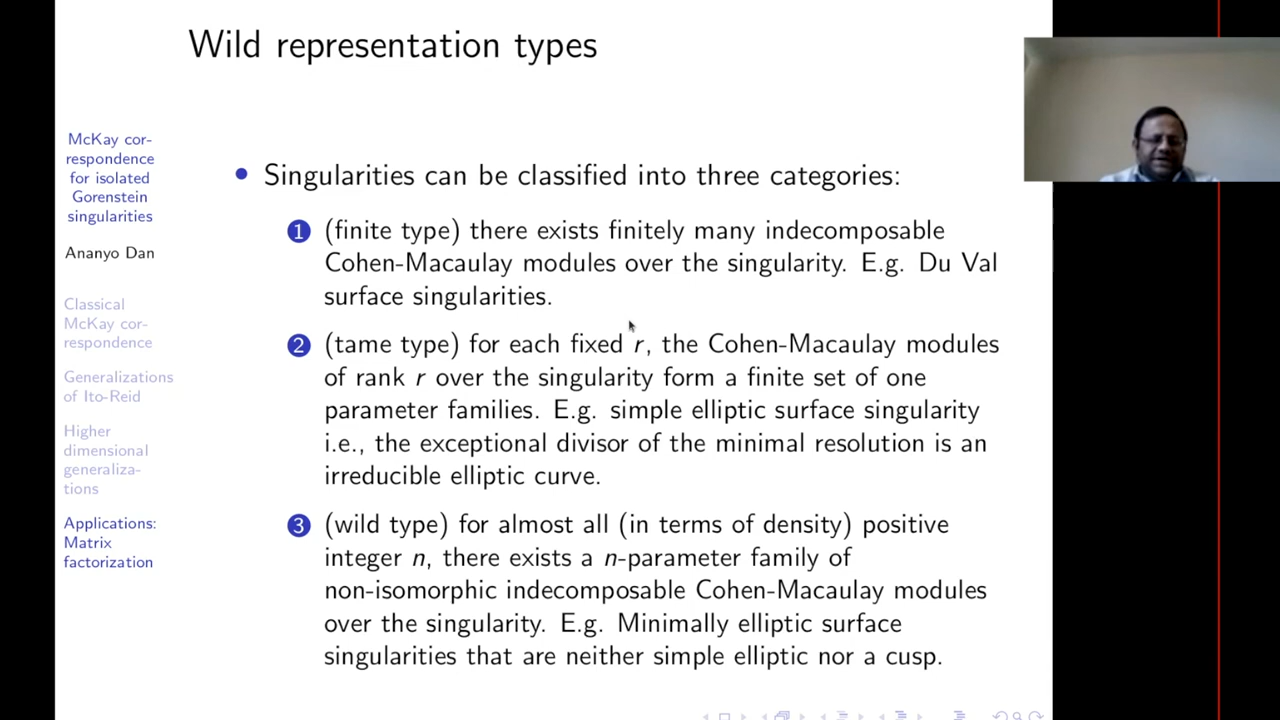 Wild representation types
McKay cor-
respondence
for isolated
Gorenstein
singularities
Ananyo Dan
Classical
McKay cor-
respondence
Generalizations
of Ito-Reid
Higher
dimensional
generaliza-
tions
Applications:
Matrix
factorization
• Singularities can be classified into three categories:
1 (finite type) there exists finitely many indecomposable
Cohen-Macaulay modules over the singularity. E.g. Du Val
surface singularities.
2 (tame type) for each fixed r, the Cohen-Macaulay modules
of rank r over the singularity form a finite set of one
parameter families. E.g. simple elliptic surface singularity
i.e., the exceptional divisor of the minimal resolution is an
irreducible elliptic curve.
3 (wild type) for almost all (in terms of density) positive
integer n, there exists a n-parameter family of
non-isomorphic indecomposable Cohen-Macaulay modules
over the singularity. E.g. Minimally elliptic surface
singularities that are neither simple elliptic nor a cusp.